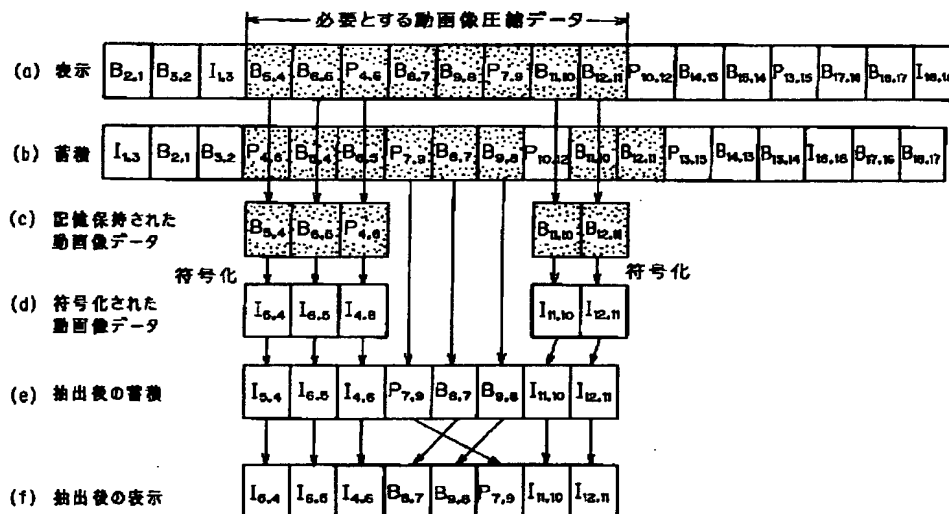 必要とする動画像圧縮データ
(a) 表示 B2,1 B3,2 I1,3 B5,4 B6,5 P4,6 B8,7 B9,8 P7,9 B11,10 B12,11 P10,12 B14,13 B15,14 P13,15 B17,16 B18,17
(b) 蓄積 I1,3 B2,1 B3,2 P4,6 B5,4 B6,5 P7,9 B8,7 B9,8 P10,12 B11,10 B12,11 P13,15 B14,13 B15,14 I16,18 B17,16 B18,17
(c) 記憶保持された
動画像データ
B5,4 B6,5 P4,6 B11,10 B12,11
符号化 符号化
(d) 符号化された
動画像データ
I5,4 I6,5 I4,6 I11,10 I12,11
(e) 抽出後の蓄積 I5,4 I6,5 I4,6 P7,9 B8,7 B9,8 I11,10 I12,11
(f) 抽出後の表示 I5,4 I6,5 I4,6 B8,7 B9,8 P7,9 I11,10 I12,11